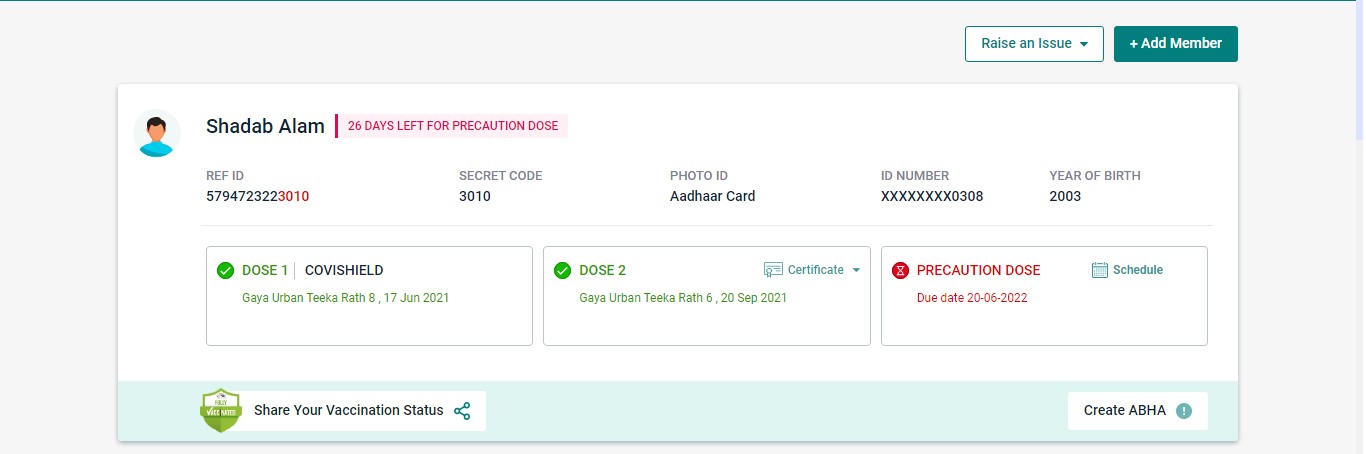 Raise an Issue
+ Add Member
Shadab Alam
26 DAYS LEFT FOR PRECAUTION DOSE
REF ID
5794723223010
SECRET CODE
3010
PHOTO ID
Aadhaar Card
ID NUMBER
XXXXXXXX0308
YEAR OF BIRTH
2003
DOSE 1
COVISHIELD
Gaya Urban Teeka Rath 8 , 17 Jun 2021
DOSE 2
Certificate
Gaya Urban Teeka Rath 6 , 20 Sep 2021
PRECAUTION DOSE
Schedule
Due date 20-06-2022
FULLY
VACCINATED
Share Your Vaccination Status
Create ABHA